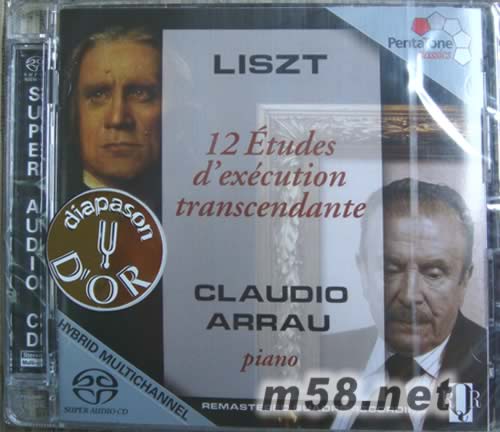 PentaTone
classics
LISZT
12 Études
d'exécution
transcendante
diapason
D'OR
CLAUDIO
ARRAU
piano
HYBRID MULTICHANNEL
SUPER AUDIO CD
SUPER AUDIO
m58.net